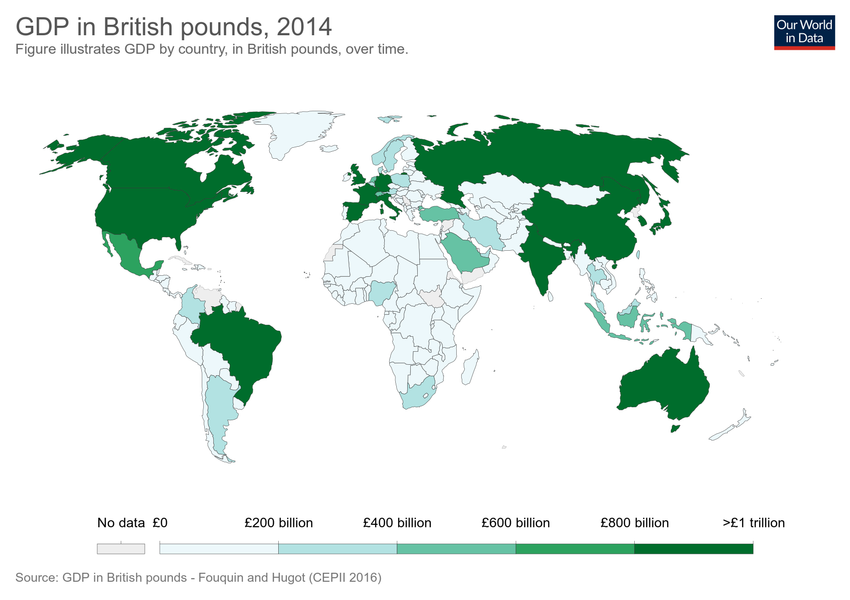 GDP in British pounds, 2014
Figure illustrates GDP by country, in British pounds, over time.
Our World
in Data
No data £0 £200 billion £400 billion £600 billion £800 billion >£1 trillion
Source: GDP in British pounds - Fouquin and Hugot (CEPII 2016)